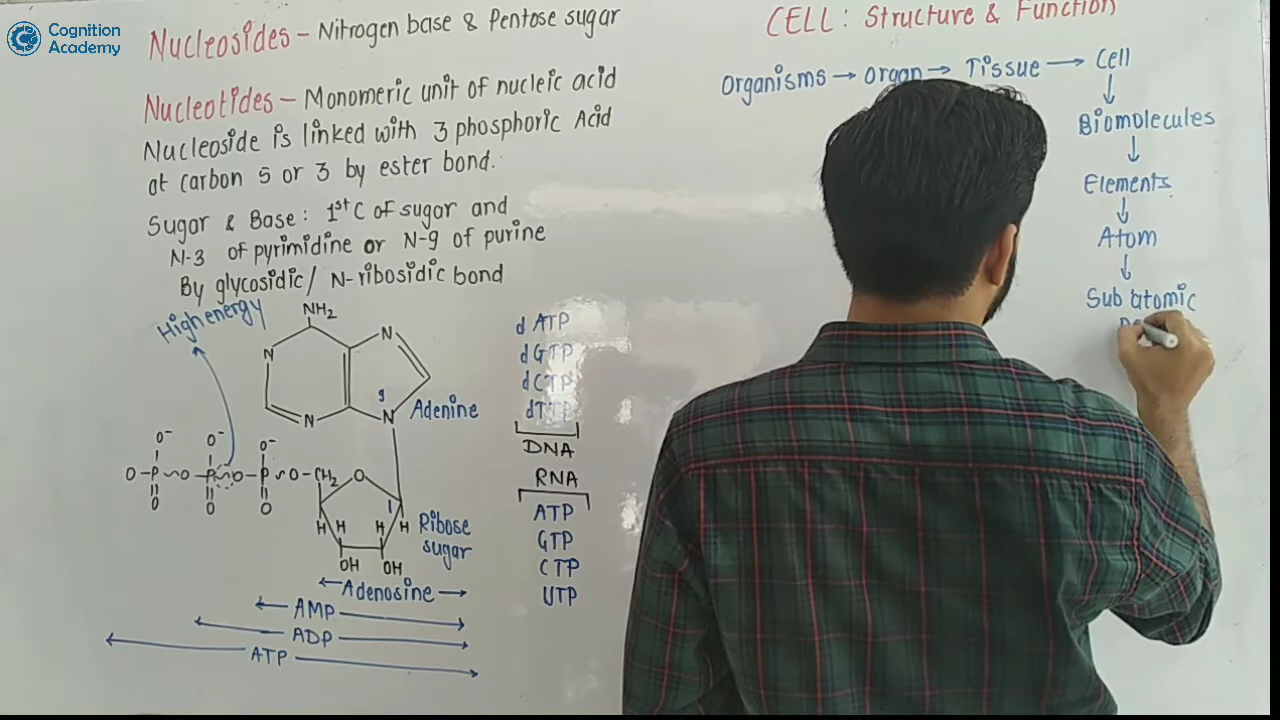 Cognition
Academy
Nucleosides - Nitrogen base & Pentose sugar
Nucleotides - Monomeric unit of nucleic acid
Nucleoside is linked with 3 phosphoric Acid
at carbon 5 or 3 by ester bond.
Sugar & Base: 1st C of sugar and
N-3 of pyrimidine or N-9 of purine
By glycosidic/ N-ribosidic bond
High energy
NH2
N
N
N
N
9
Adenine
O- O- O-
O-P~O-P~O-P~O-CH2 O
O O O
1
H H H H
OH OH
Ribose
sugar
Adenosine
AMP
ADP
ATP
dATP
dGTP
dCTP
dTTP
DNA
RNA
ATP
GTP
CTP
UTP
CELL: Structure & Function
Organisms → Organ → Tissue → Cell
↓
Biomolecules
↓
Elements
↓
Atom
↓
Sub atomic